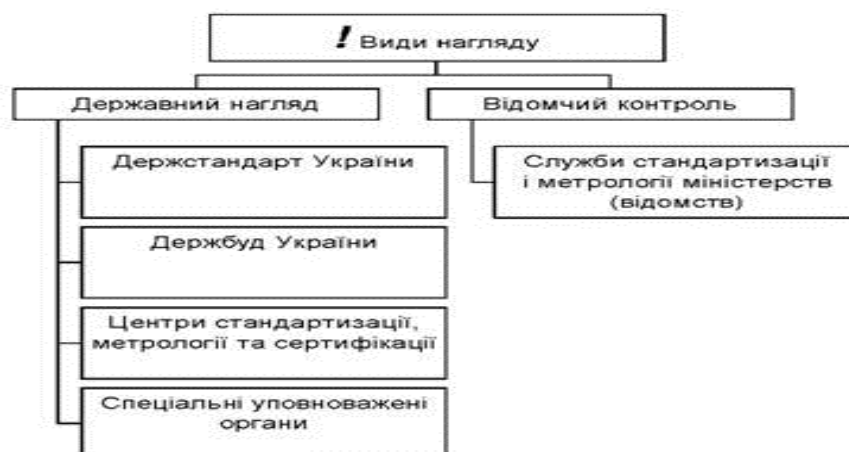 ! Види нагляду
Державний нагляд
Відомчий контроль
Держстандарт України
Держбуд України
Центри стандартизації,
метрології та сертифікації
Спеціальні уповноважені
органи
Служби стандартизації
і метрології міністерств
(відомств)